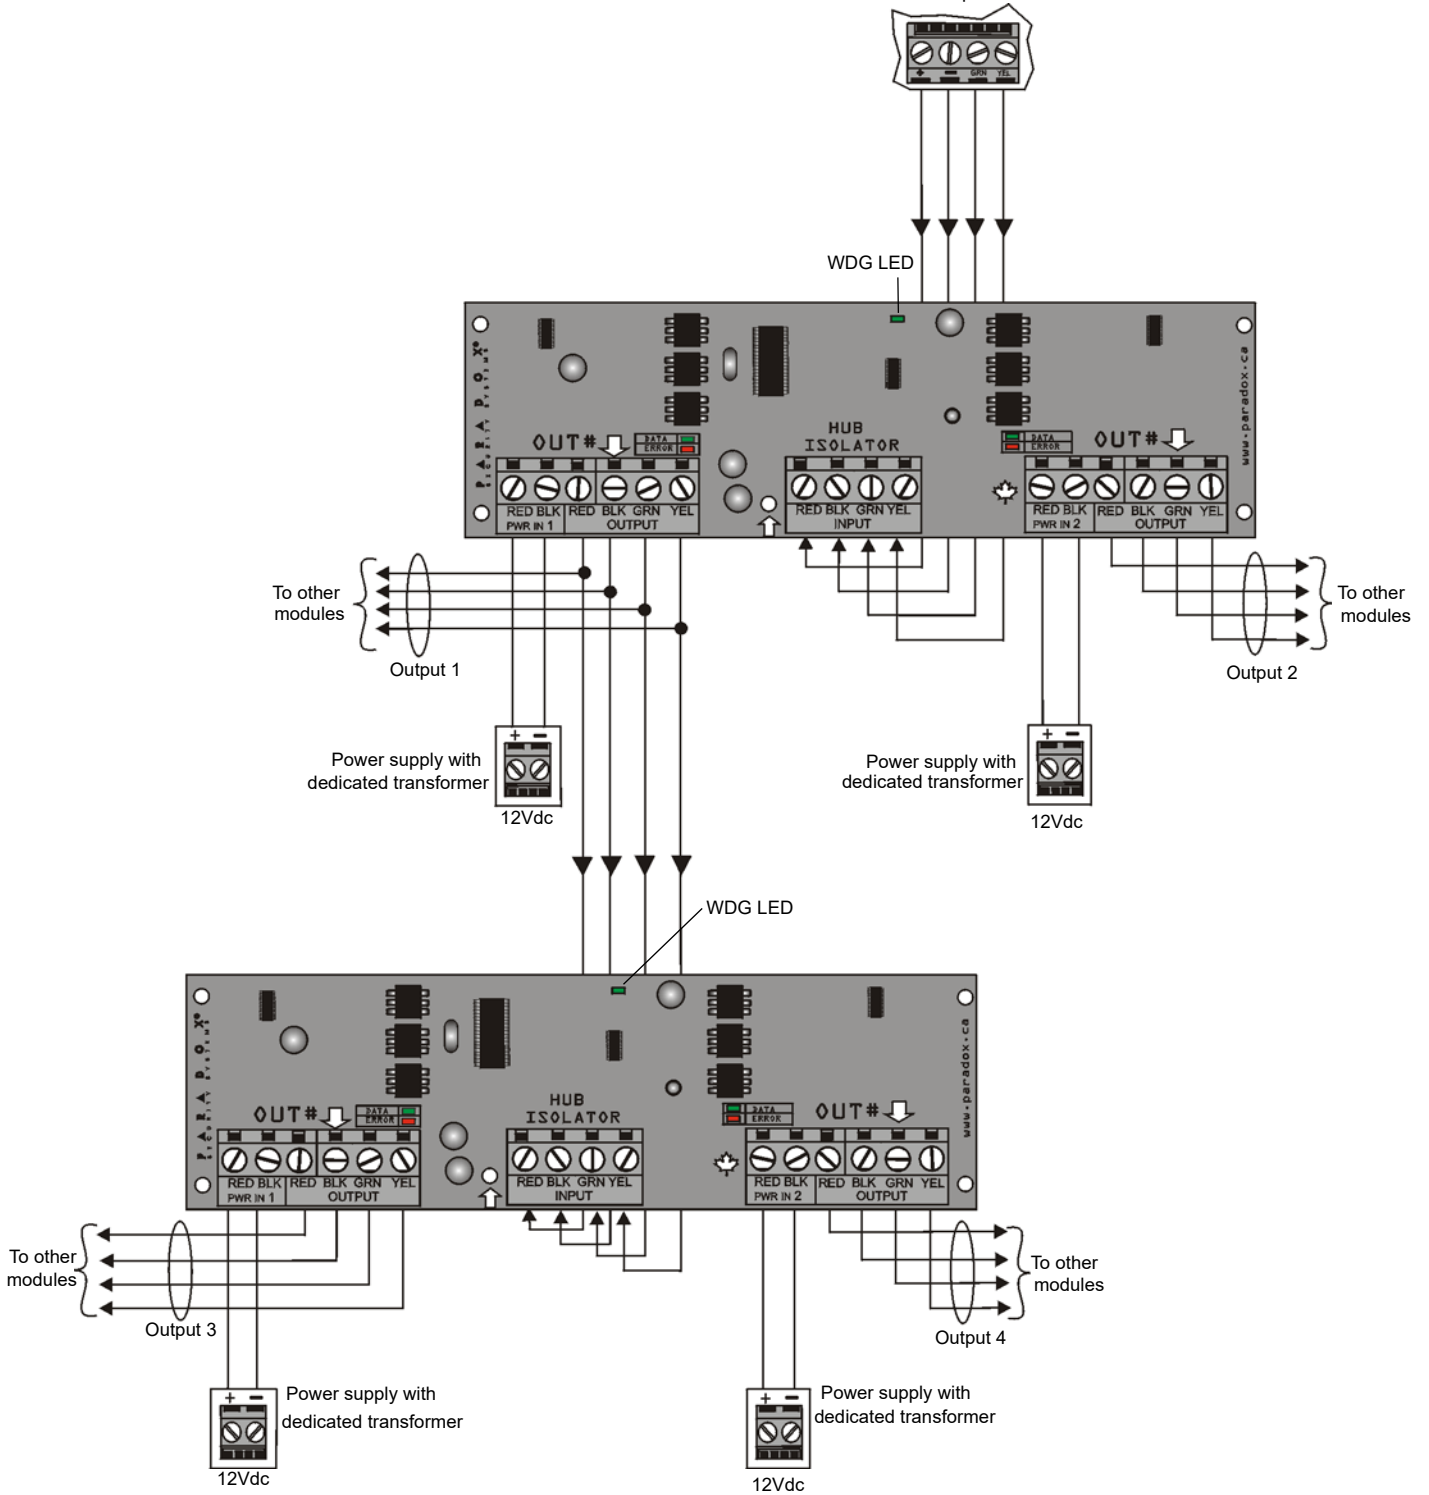 + − GRN YEL
WDG LED
PARADOX®
SECURITY SYSTEMS
www.paradox.ca
OUT#
DATA
ERROR
HUB
ISOLATOR
DATA
ERROR
OUT#
RED BLK RED BLK GRN YEL
PWR IN 1 OUTPUT
RED BLK GRN YEL
INPUT
RED BLK RED BLK GRN YEL
PWR IN 2 OUTPUT
To other
modules
Output 1
To other
modules
Output 2
+ −
Power supply with
dedicated transformer
12Vdc
+ −
Power supply with
dedicated transformer
12Vdc
WDG LED
PARADOX®
SECURITY SYSTEMS
www.paradox.ca
OUT#
DATA
ERROR
HUB
ISOLATOR
DATA
ERROR
OUT#
RED BLK RED BLK GRN YEL
PWR IN 1 OUTPUT
RED BLK GRN YEL
INPUT
RED BLK RED BLK GRN YEL
PWR IN 2 OUTPUT
To other
modules
Output 3
To other
modules
Output 4
+ −
Power supply with
dedicated transformer
12Vdc
+ −
Power supply with
dedicated transformer
12Vdc